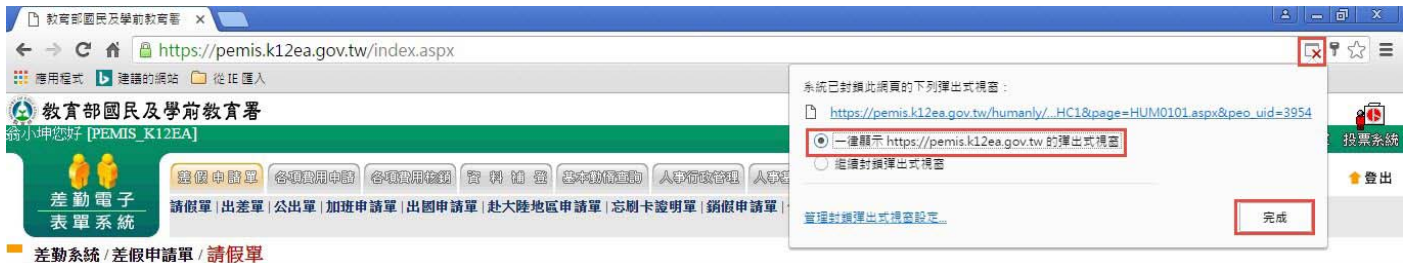 教育部國民及學前教育署
https://pemis.k12ea.gov.tw/index.aspx
應用程式 建議的網站 從 IE 匯入
系統已封鎖此網頁的下列彈出式視窗：
https://pemis.k12ea.gov.tw/humanly/...HC1&page=HUM0101.aspx&peo_uid=3954
一律顯示 https://pemis.k12ea.gov.tw 的彈出式視窗
繼續封鎖彈出式視窗
管理封鎖彈出式視窗設定...
完成
教育部國民及學前教育署
翁小坤您好 [PEMIS_K12EA]
投票系統
差勤電子
表單系統
差假申請單 各項費用申請 各項費用核銷 資料補登 基本動態查詢 人事行政管理
登出
請假單 | 出差單 | 公出單 | 加班申請單 | 出國申請單 | 赴大陸地區申請單 | 忘刷卡證明單 | 銷假申請單 |
差勤系統 / 差假申請單 / 請假單